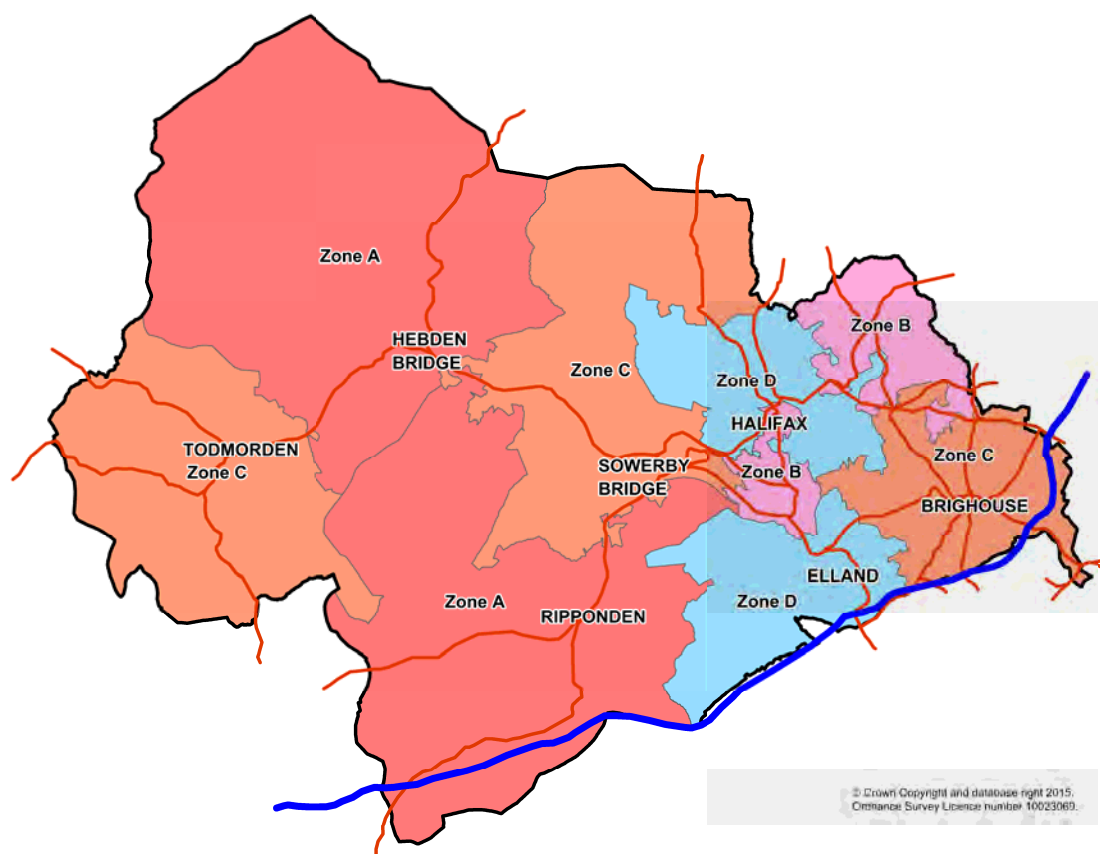 Zone A
Zone B
HEBDEN
BRIDGE
Zone C
Zone D
HALIFAX
TODMORDEN
Zone C
SOWERBY
BRIDGE
Zone B
Zone C
BRIGHOUSE
ELLAND
Zone A
Zone D
RIPPONDEN
© Crown Copyright and database right 2015.
Ordnance Survey Licence number 10023069.